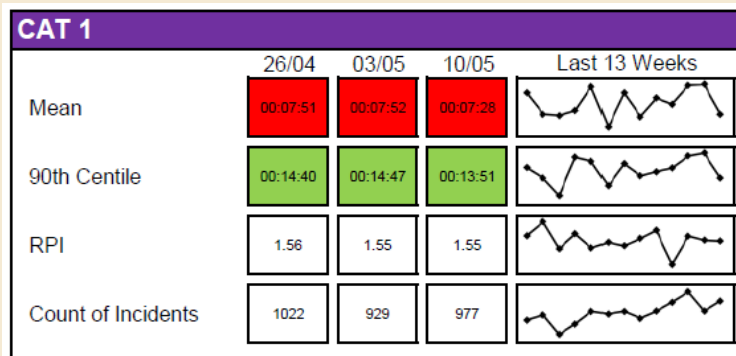 CAT 1
26/04 03/05 10/05 Last 13 Weeks
Mean 00:07:51 00:07:52 00:07:28
90th Centile 00:14:40 00:14:47 00:13:51
RPI 1.56 1.55 1.55
Count of Incidents 1022 929 977